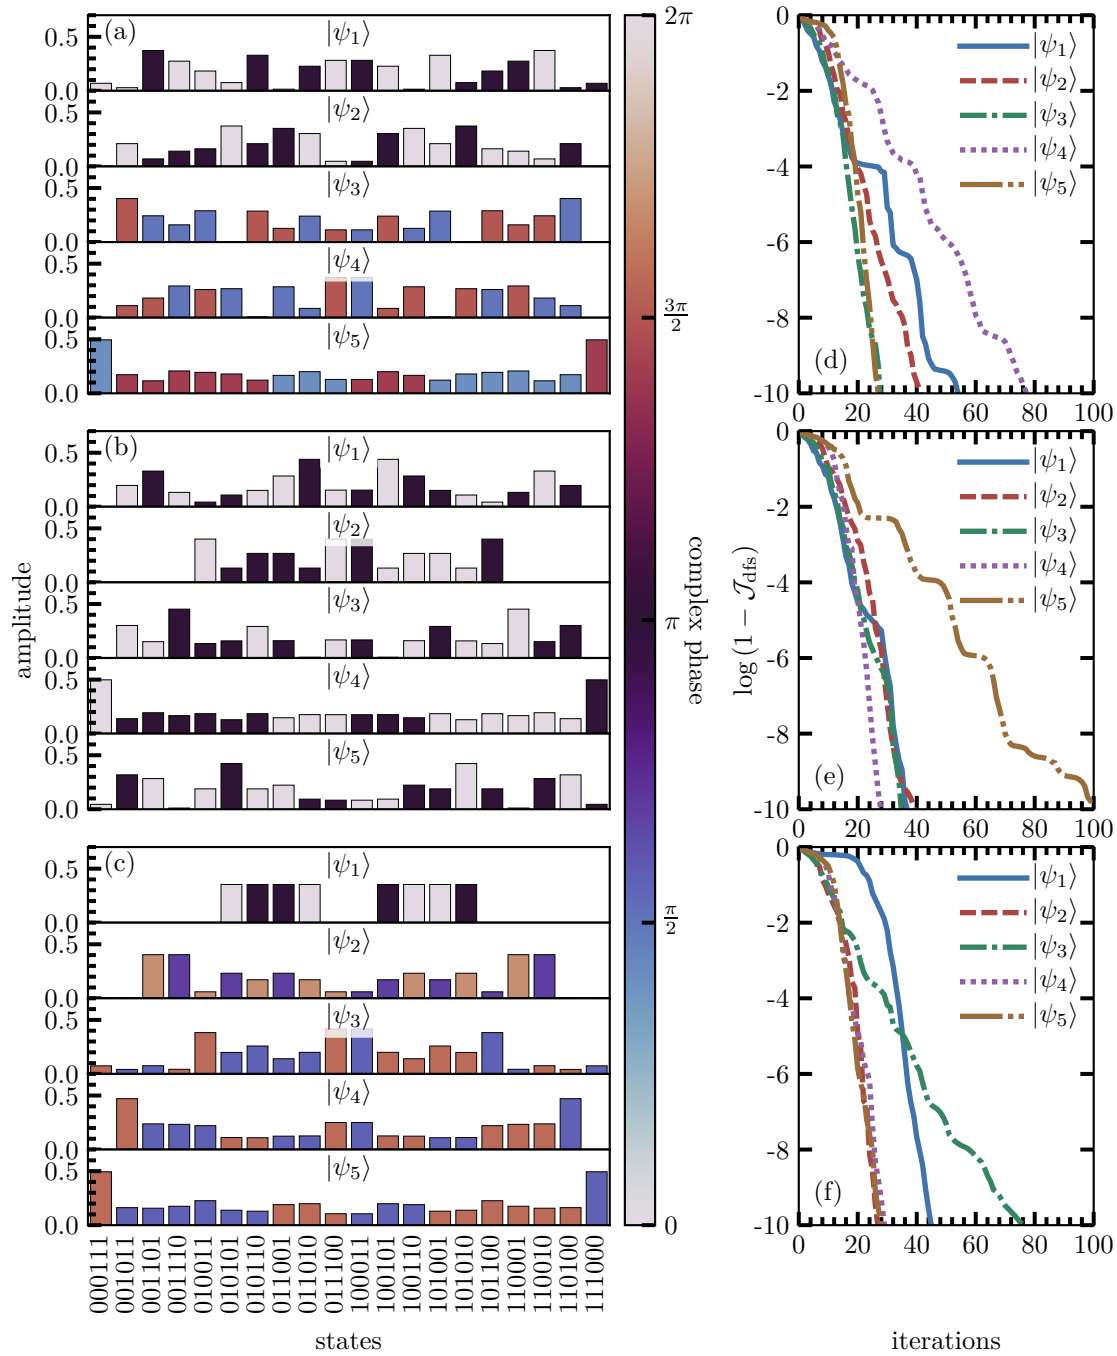 (a)
|ψ₁⟩
0.5
0.0
|ψ₂⟩
0.5
0.0
|ψ₃⟩
0.5
0.0
|ψ₄⟩
0.5
0.0
|ψ₅⟩
0.5
0.0
(b)
|ψ₁⟩
0.5
0.0
|ψ₂⟩
0.5
0.0
|ψ₃⟩
0.5
0.0
|ψ₄⟩
0.5
0.0
|ψ₅⟩
0.5
0.0
(c)
|ψ₁⟩
0.5
0.0
|ψ₂⟩
0.5
0.0
|ψ₃⟩
0.5
0.0
|ψ₄⟩
0.5
0.0
|ψ₅⟩
0.5
0.0
amplitude
000111
001011
001101
001110
010011
010101
010110
011001
011010
011100
100011
100101
100110
101001
101010
101100
110001
110010
110100
111000
states
2π
3π/2
π
π/2
0
complex phase
0
-2
-4
-6
-8
-10
|ψ₁⟩
|ψ₂⟩
|ψ₃⟩
|ψ₄⟩
|ψ₅⟩
(d)
0 20 40 60 80 100
0
-2
-4
-6
-8
-10
|ψ₁⟩
|ψ₂⟩
|ψ₃⟩
|ψ₄⟩
|ψ₅⟩
(e)
0 20 40 60 80 100
log (1 − 𝒥dfs)
0
-2
-4
-6
-8
-10
|ψ₁⟩
|ψ₂⟩
|ψ₃⟩
|ψ₄⟩
|ψ₅⟩
(f)
0 20 40 60 80 100
iterations